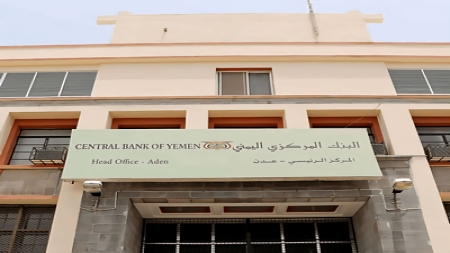 CENTRAL BANK OF YEMEN البنك المركزي اليمني
Head Office - Aden المركز الرئيسي - عدن